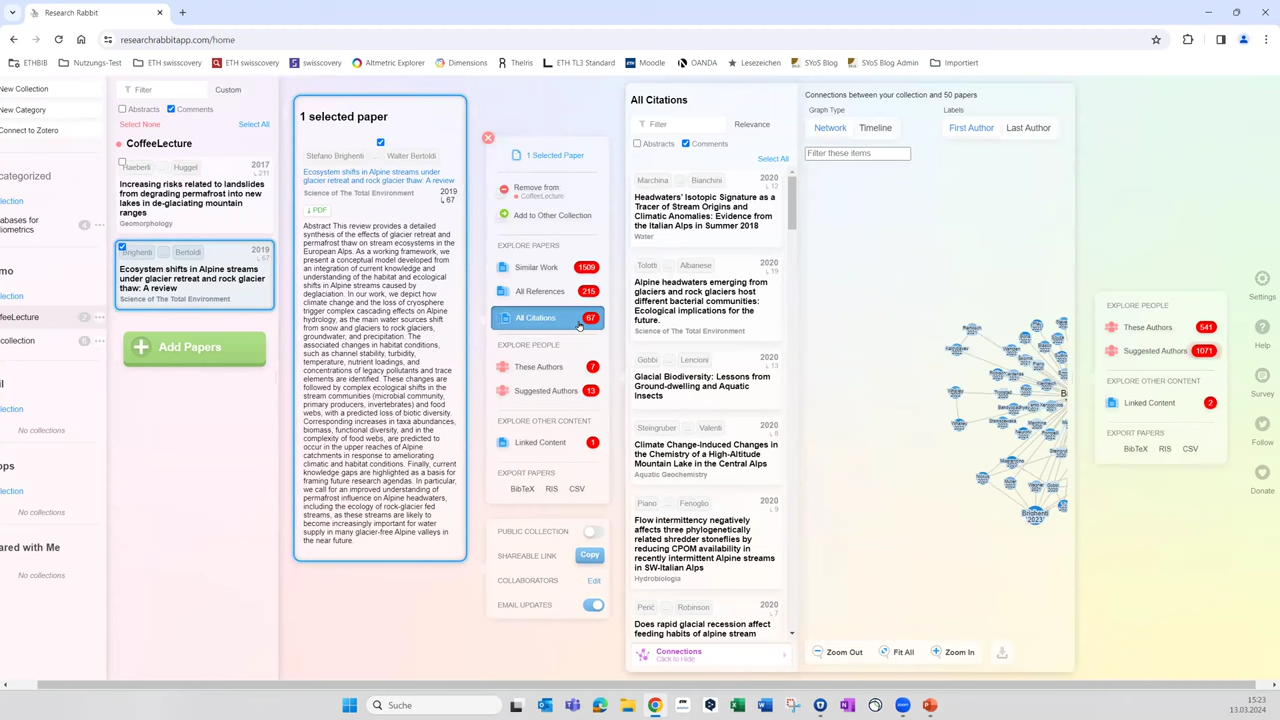 Research Rabbit
researchrabbitapp.com/home
ETHBIB
Nutzungs-Test
ETH swisscovery
ETH swisscovery
swisscovery
Altmetric Explorer
Dimensions
TheIris
ETH TL3 Standard
Moodle
OANDA
Lesezeichen
SYoS Blog
SYoS Blog Admin
Importiert
New Collection
New Category
Connect to Zotero
categorized
llection
abases for
liometrics
4
mo
llection
ffeeLecture
2
collection
llection
No collections
ops
llection
No collections
ared with Me
No collections
Filter
Custom
Abstracts
Comments
Select None
Select All
CoffeeLecture
Haeberli
...
Huggel
2017
211
Increasing risks related to landslides
from degrading permafrost into new
lakes in de-glaciating mountain
ranges
Geomorphology
Brighenti
Bertoldi
2019
67
Ecosystem shifts in Alpine streams
under glacier retreat and rock glacier
thaw: A review
Science of The Total Environment
Add Papers
1 selected paper
Stefano Brighenti
...
Walter Bertoldi
Ecosystem shifts in Alpine streams under
glacier retreat and rock glacier thaw: A review
Science of The Total Environment
2019
67
↓ PDF
Abstract This review provides a detailed
synthesis of the effects of glacier retreat and
permafrost thaw on stream ecosystems in the
European Alps. As a working framework, we
present a conceptual model developed from
an integration of current knowledge and
understanding of the habitat and ecological
shifts in Alpine streams caused by
deglaciation. In our work, we depict how
climate change and the loss of cryosphere
trigger complex cascading effects on Alpine
hydrology, as the main water sources shift
from snow and glaciers to rock glaciers,
groundwater, and precipitation. The
associated changes in habitat conditions,
such as channel stability, turbidity,
temperature, nutrient loadings, and
concentrations of legacy pollutants and trace
elements are identified. These changes are
followed by complex ecological shifts in the
stream communities (microbial community,
primary producers, invertebrates) and food
webs, with a predicted loss of biotic diversity.
Corresponding increases in taxa abundances,
biomass, functional diversity, and in the
complexity of food webs, are predicted to
occur in the upper reaches of Alpine
catchments in response to ameliorating
climatic and habitat conditions. Finally, current
knowledge gaps are highlighted as a basis for
framing future research agendas. In particular,
we call for an improved understanding of
permafrost influence on Alpine headwaters,
including the ecology of rock-glacier fed
streams, as these streams are likely to
become increasingly important for water
supply in many glacier-free Alpine valleys in
the near future.
1 Selected Paper
Remove from:
CoffeeLecture
Add to Other Collection
EXPLORE PAPERS
Similar Work
1509
All References
215
All Citations
67
EXPLORE PEOPLE
These Authors
7
Suggested Authors
13
EXPLORE OTHER CONTENT
Linked Content
1
EXPORT PAPERS
BibTeX
RIS
CSV
PUBLIC COLLECTION
SHAREABLE LINK
Copy
COLLABORATORS
Edit
EMAIL UPDATES
All Citations
Filter
Relevance
Abstracts
Comments
Select All
Marchina
...
Bianchini
2020
12
Headwaters' Isotopic Signature as a
Tracer of Stream Origins and
Climatic Anomalies: Evidence from
the Italian Alps in Summer 2018
Water
Tolotti
...
Albanese
2020
19
Alpine headwaters emerging from
glaciers and rock glaciers host
different bacterial communities:
Ecological implications for the
future.
Science of The Total Environment
Gobbi
...
Lencioni
2020
13
Glacial Biodiversity: Lessons from
Ground-dwelling and Aquatic
Insects
Steingruber
...
Valenti
2020
8
Climate Change-Induced Changes in
the Chemistry of a High-Altitude
Mountain Lake in the Central Alps
Aquatic Geochemistry
Piano
...
Fenoglio
2020
9
Flow intermittency negatively
affects three phylogenetically
related shredder stoneflies by
reducing CPOM availability in
recently intermittent Alpine streams
in SW-Italian Alps
Hydrobiologia
Perić
...
Robinson
2020
7
Does rapid glacial recession affect
feeding habits of alpine stream
Connections
Click to Hide
Connections between your collection and 50 papers
Graph Type
Labels
Network
Timeline
First Author
Last Author
Filter these items
Brighenti
2023
Zoom Out
Fit All
Zoom In
EXPLORE PEOPLE
These Authors
541
Suggested Authors
1071
EXPLORE OTHER CONTENT
Linked Content
2
EXPORT PAPERS
BibTeX
RIS
CSV
Settings
Help
Survey
Follow
Donate
Suche
15:23
13.03.2024